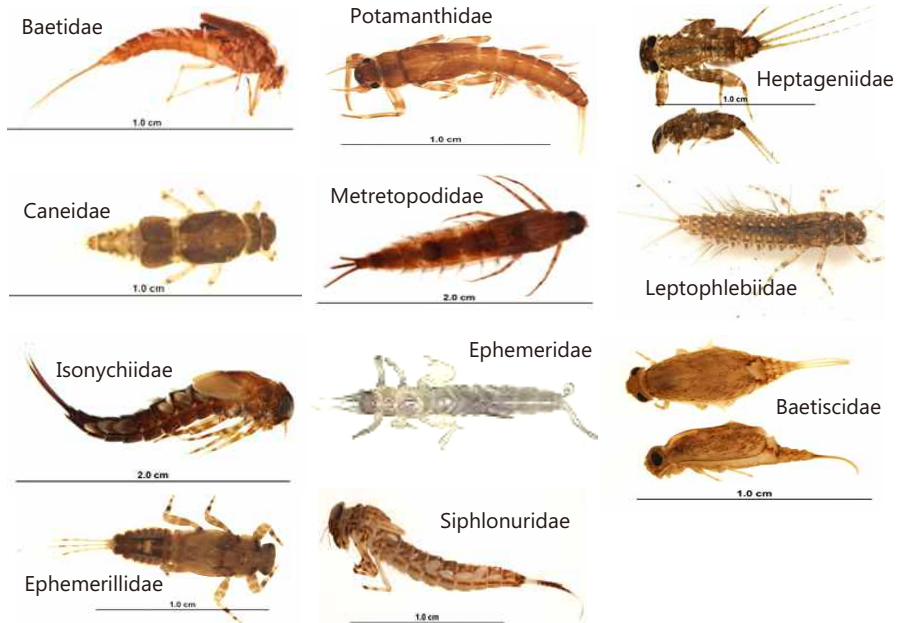 Baetidae
1.0 cm
Potamanthidae
1.0 cm
Heptageniidae
1.0 cm
Caneidae
1.0 cm
Metretopodidae
2.0 cm
Leptophlebiidae
Isonychiidae
2.0 cm
Ephemeridae
Baetiscidae
1.0 cm
Ephemerillidae
1.0 cm
Siphlonuridae
1.0 cm